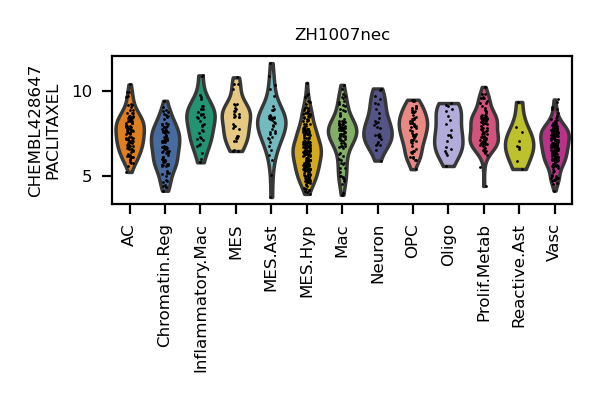 ZH1007nec
CHEMBL428647
PACLITAXEL
10
5
AC
Chromatin.Reg
Inflammatory.Mac
MES
MES.Ast
MES.Hyp
Mac
Neuron
OPC
Oligo
Prolif.Metab
Reactive.Ast
Vasc